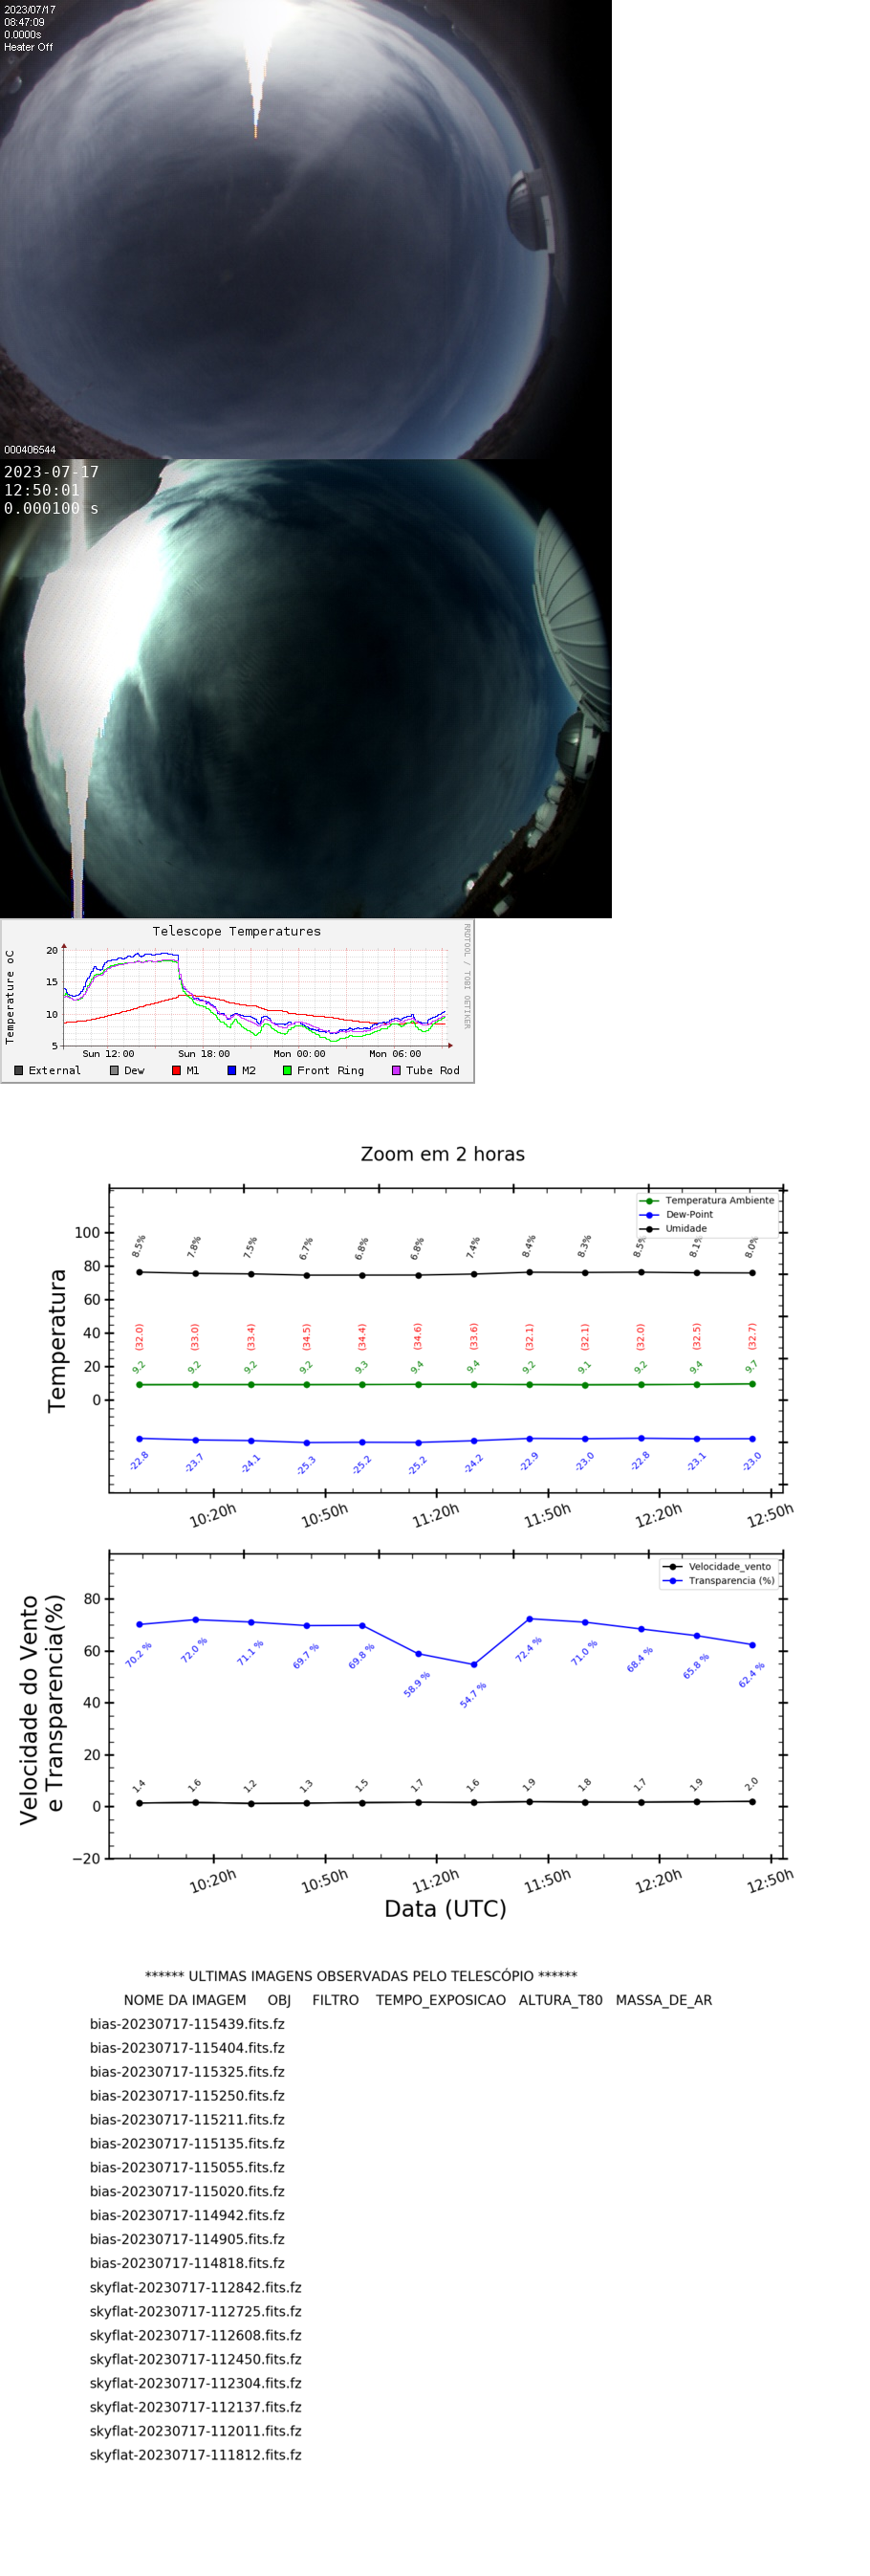 2023/07/17
08:47:09
0.0000s
Heater Off
000406544
2023-07-17
12:50:01
0.000100 s
Telescope Temperatures
RRDTOOL / TOBI OETIKER
Temperature oC
20
15
10
5
Sun 12:00 Sun 18:00 Mon 00:00 Mon 06:00
External Dew M1 M2 Front Ring Tube Rod
Zoom em 2 horas
Temperatura Ambiente
Dew-Point
Umidade
Temperatura
100
80
60
40
20
0
8.5% 7.8% 7.5% 6.7% 6.8% 6.8% 7.4% 8.4% 8.3% 8.5% 8.1% 8.0%
(32.0) (33.0) (33.4) (34.5) (34.4) (34.6) (33.6) (32.1) (32.1) (32.0) (32.5) (32.7)
9.2 9.2 9.2 9.2 9.3 9.4 9.4 9.2 9.1 9.2 9.4 9.7
-22.8 -23.7 -24.1 -25.3 -25.2 -25.2 -24.2 -22.9 -23.0 -22.8 -23.1 -23.0
10:20h 10:50h 11:20h 11:50h 12:20h 12:50h
Velocidade_vento
Transparencia (%)
Velocidade do Vento
e Transparencia(%)
80
60
40
20
0
−20
70.2 % 72.0 % 71.1 % 69.7 % 69.8 % 58.9 % 54.7 % 72.4 % 71.0 % 68.4 % 65.8 % 62.4 %
1.4 1.6 1.2 1.3 1.5 1.7 1.6 1.9 1.8 1.7 1.9 2.0
10:20h 10:50h 11:20h 11:50h 12:20h 12:50h
Data (UTC)
****** ULTIMAS IMAGENS OBSERVADAS PELO TELESCÓPIO ******
NOME DA IMAGEM OBJ FILTRO TEMPO_EXPOSICAO ALTURA_T80 MASSA_DE_AR
bias-20230717-115439.fits.fz
bias-20230717-115404.fits.fz
bias-20230717-115325.fits.fz
bias-20230717-115250.fits.fz
bias-20230717-115211.fits.fz
bias-20230717-115135.fits.fz
bias-20230717-115055.fits.fz
bias-20230717-115020.fits.fz
bias-20230717-114942.fits.fz
bias-20230717-114905.fits.fz
bias-20230717-114818.fits.fz
skyflat-20230717-112842.fits.fz
skyflat-20230717-112725.fits.fz
skyflat-20230717-112608.fits.fz
skyflat-20230717-112450.fits.fz
skyflat-20230717-112304.fits.fz
skyflat-20230717-112137.fits.fz
skyflat-20230717-112011.fits.fz
skyflat-20230717-111812.fits.fz